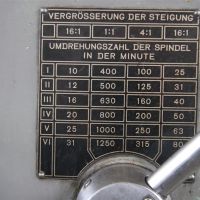 VERGRÖSSERUNG DER STEIGUNG
16:1 1:1 4:1 16:1
UMDREHUNGSZAHL DER SPINDEL
IN DER MINUTE
I 10 400 100 25
II 12 500 125 31
III 16 630 160 40
IV 20 800 200 50
V 25 1000 250 63
VI 31 1250 315 80